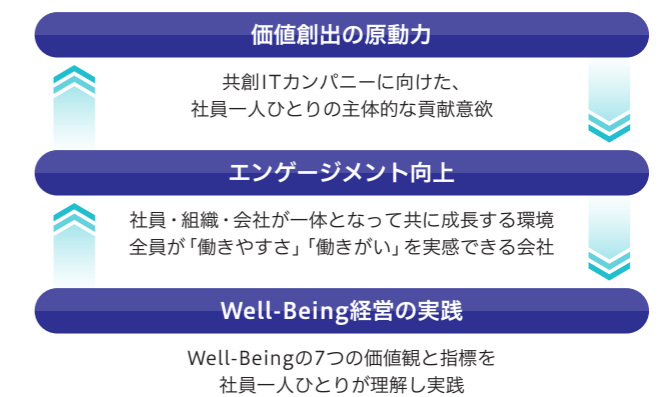 価値創出の原動力
共創ITカンパニーに向けた、
社員一人ひとりの主体的な貢献意欲
エンゲージメント向上
社員・組織・会社が一体となって共に成長する環境
全員が「働きやすさ」「働きがい」を実感できる会社
Well-Being経営の実践
Well-Beingの7つの価値観と指標を
社員一人ひとりが理解し実践